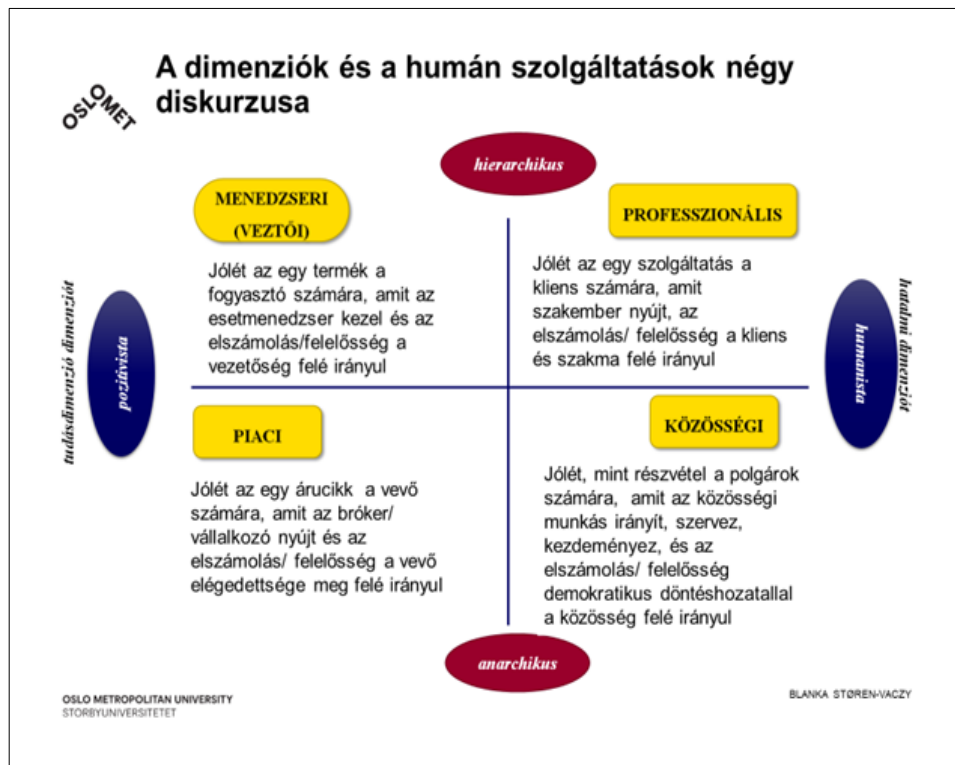 A dimenziók és a humán szolgáltatások négy
diskurzusa
OSLOMET
hierarchikus
MENEDZSERI
(VEZTŐI)
Jólét az egy termék a
fogyasztó számára, amit az
esetmenedzser kezel és az
elszámolás/felelősség a
vezetőség felé irányul
PROFESSZIONÁLIS
Jólét az egy szolgáltatás a
kliens számára, amit
szakember nyújt, az
elszámolás/ felelősség a kliens
és szakma felé irányul
tudásdimenzió dimenziót
pozitivista
humanista
hatalmi dimenziót
PIACI
Jólét az egy árucikk a vevő
számára, amit az bróker/
vállalkozó nyújt és az
elszámolás/ felelősség a vevő
elégedettsége meg felé irányul
KÖZÖSSÉGI
Jólét, mint részvétel a polgárok
számára, amit az közösségi
munkás irányít, szervez,
kezdeményez, és az
elszámolás/ felelősség
demokratikus döntéshozatallal
a közösség felé irányul
anarchikus
OSLO METROPOLITAN UNIVERSITY
STORBYUNIVERSITETET
BLANKA STØREN-VACZY